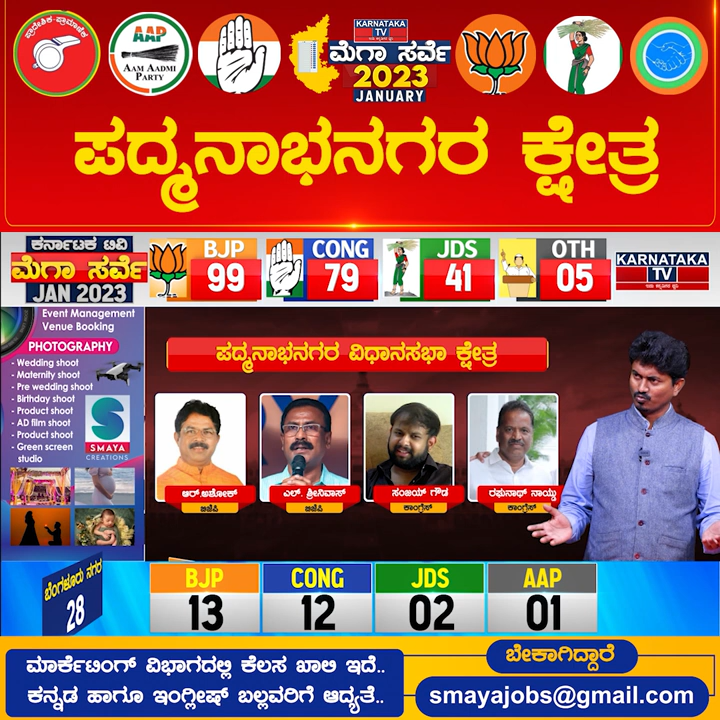 ಪ್ರಾದೇಶಿಕ-ಪ್ರಾಮಾಣಿಕ
AAP
AAM AADMI
PARTY
KARNATAKA
TV
ಮೆಗಾ ಸರ್ವೆ
2023
JANUARY
ಪದ್ಮನಾಭನಗರ ಕ್ಷೇತ್ರ
ಕರ್ನಾಟಕ ಟಿವಿ
ಮೆಗಾ ಸರ್ವೆ
JAN 2023
BJP
99
CONG
79
JDS
41
OTH
05
KARNATAKA
TV
Event Management
Venue Booking
PHOTOGRAPHY
- Wedding shoot
- Maternity shoot
- Pre wedding shoot
- Birthday shoot
- Product shoot
- AD film shoot
- Product shoot
- Green screen
studio
S
SMAYA
CREATIONS
ಪದ್ಮನಾಭನಗರ ವಿಧಾನಸಭಾ ಕ್ಷೇತ್ರ
ಆರ್.ಅಶೋಕ್
ಬಿಜೆಪಿ
ಎಲ್. ಶ್ರೀನಿವಾಸ್
ಬಿಜೆಪಿ
ಸಂಜಯ್ ಗೌಡ
ಕಾಂಗ್ರೆಸ್
ರಘುನಾಥ್ ನಾಯ್ಡು
ಕಾಂಗ್ರೆಸ್
ಬೆಂಗಳೂರು ನಗರ
28
BJP
13
CONG
12
JDS
02
AAP
01
ಮಾರ್ಕೆಟಿಂಗ್ ವಿಭಾಗದಲ್ಲಿ ಕೆಲಸ ಖಾಲಿ ಇದೆ..
ಕನ್ನಡ ಹಾಗೂ ಇಂಗ್ಲೀಷ್ ಬಲ್ಲವರಿಗೆ ಆದ್ಯತೆ..
ಬೇಕಾಗಿದ್ದಾರೆ
smayajobs@gmail.com